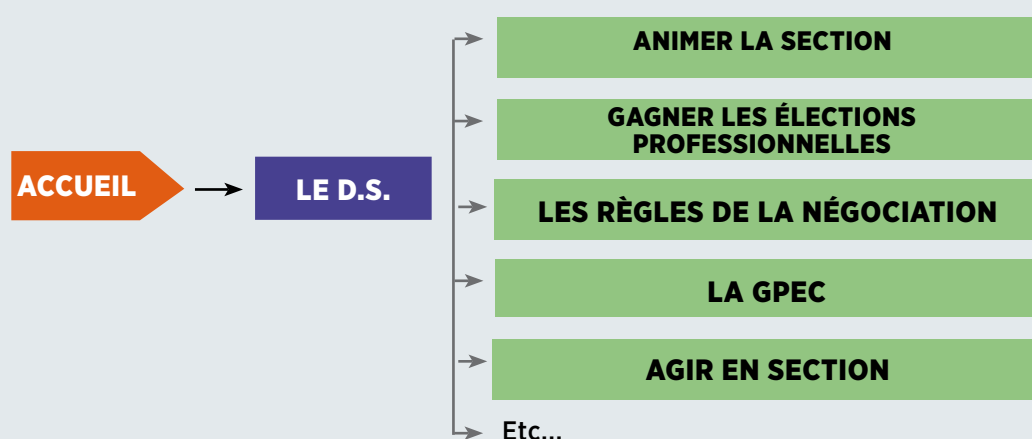 ACCUEIL
LE D.S.
ANIMER LA SECTION
GAGNER LES ÉLECTIONS
PROFESSIONNELLES
LES RÈGLES DE LA NÉGOCIATION
LA GPEC
AGIR EN SECTION
Etc...